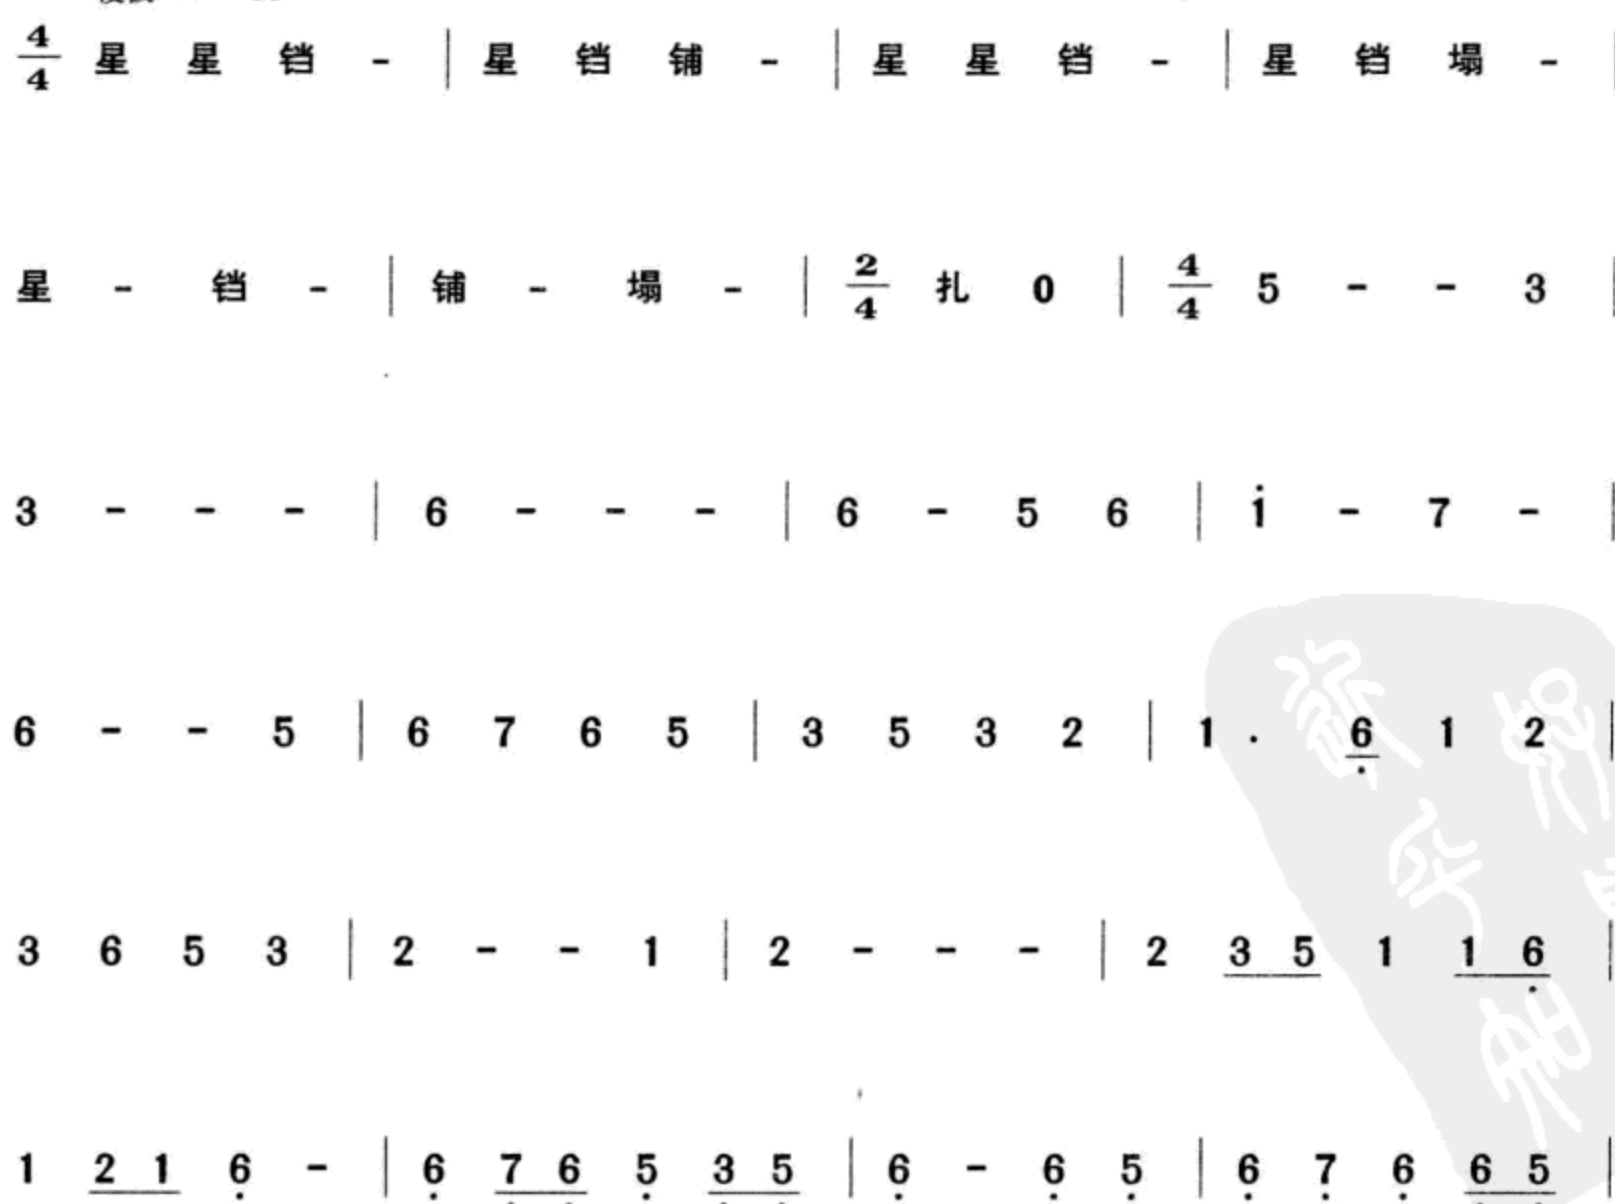 4/4 星 星 铛 - | 星 铛 铺 - | 星 星 铛 - | 星 铛 塌 - |
星 - 铛 - | 铺 - 塌 - | 2/4 扎 0 | 4/4 5 - - 3 |
3 - - - | 6 - - - | 6 - 5 6 | i̇ - 7 - |
6 - - 5 | 6 7 6 5 | 3 5 3 2 | 1 . 6̣ 1 2 |
3 6 5 3 | 2 - - 1 | 2 - - - | 2 3 5 1 1 6̣ |
1 2 1 6̣ - | 6̣ 7̣ 6̣ 5̣ 3̣ 5̣ | 6̣ - 6̣ 5̣ | 6̣ 7̣ 6̣ 6̣ 5̣